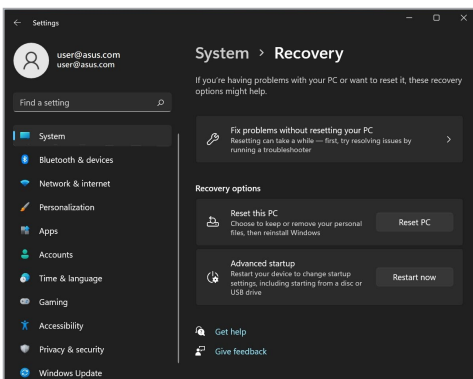 Settings
user@asus.com
user@asus.com
Find a setting
System
Bluetooth & devices
Network & internet
Personalization
Apps
Accounts
Time & language
Gaming
Accessibility
Privacy & security
Windows Update
System > Recovery
If you're having problems with your PC or want to reset it, these recovery
options might help.
Fix problems without resetting your PC
Resetting can take a while — first, try resolving issues by
running a troubleshooter
Recovery options
Reset this PC
Choose to keep or remove your personal
files, then reinstall Windows
Reset PC
Advanced startup
Restart your device to change startup
settings, including starting from a disc or
USB drive
Restart now
Get help
Give feedback